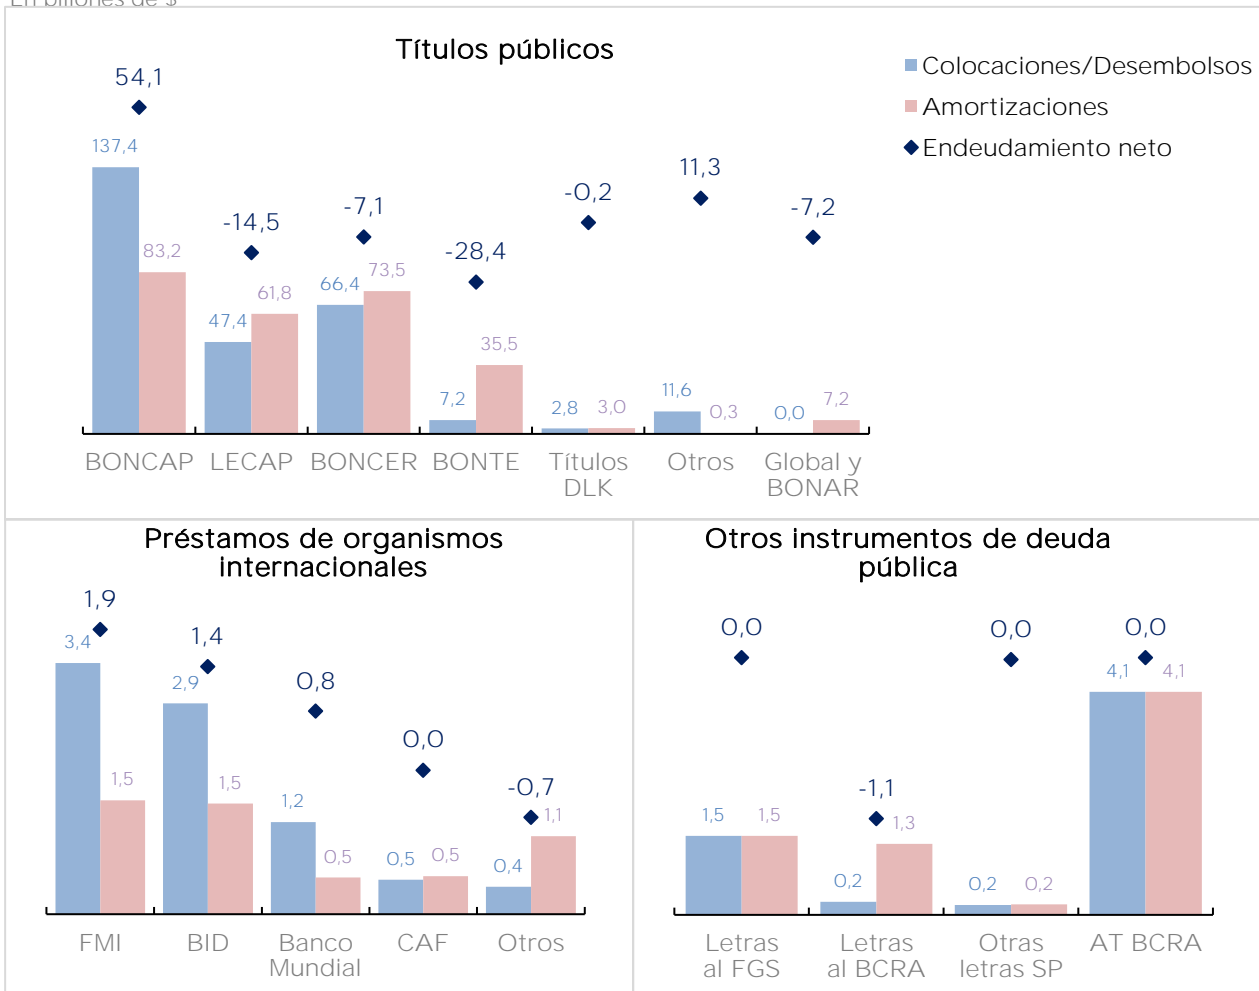 En billones de $
Títulos públicos
Colocaciones/Desembolsos
Amortizaciones
Endeudamiento neto
54,1
-14,5
-7,1
-28,4
-0,2
11,3
-7,2
137,4
83,2
47,4
61,8
66,4
73,5
7,2
35,5
2,8
3,0
11,6
0,3
0,0
7,2
BONCAP
LECAP
BONCER
BONTE
Títulos
DLK
Otros
Global y
BONAR
Préstamos de organismos
internacionales
1,9
1,4
0,8
0,0
-0,7
3,4
1,5
2,9
1,5
1,2
0,5
0,5
0,5
0,4
1,1
FMI
BID
Banco
Mundial
CAF
Otros
Otros instrumentos de deuda
pública
0,0
-1,1
0,0
0,0
1,5
1,5
0,2
1,3
0,2
0,2
4,1
4,1
Letras
al FGS
Letras
al BCRA
Otras
letras SP
AT BCRA